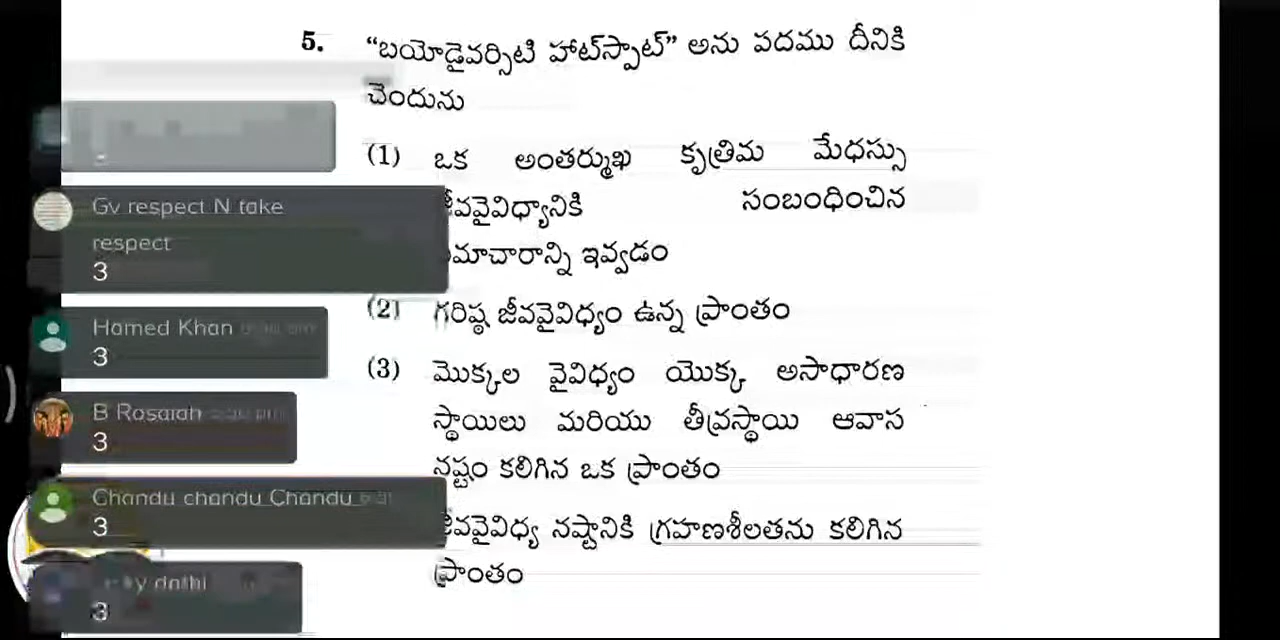 5. "బయోడైవర్సిటి హాట్‌స్పాట్" అను పదము దీనికి
చెందును
(1) ఒక అంతర్ముఖ కృత్రిమ మేధస్సు
సంబంధించిన
ఇవ్వడం
(2) గరిష్ఠ జీవవైవిధ్యం ఉన్న ప్రాంతం
(3) మొక్కల వైవిధ్యం యొక్క అసాధారణ
స్థాయిలు మరియు తీవ్రస్థాయి ఆవాస
నష్టం కలిగిన ఒక ప్రాంతం
నష్టానికి గ్రహణశీలతను కలిగిన
ప్రాంతం
Gv respect N take
respect
3
Hamed Khan
3
B Rosaiah
3
Chandu chandu Chandu
3
dathi
3